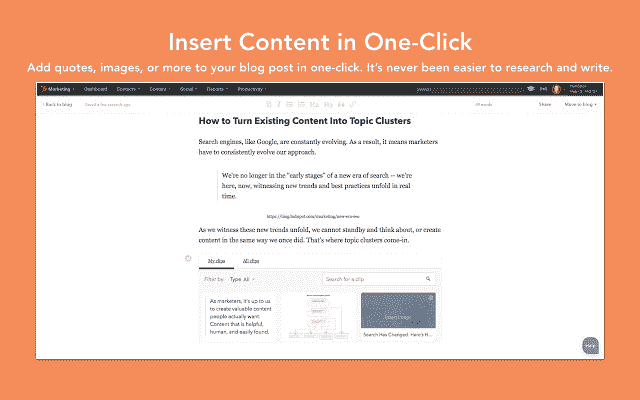 Insert Content in One-Click
Add quotes, images, or more to your blog post in one-click. It's never been easier to research and write.
Marketing Dashboard Contacts Content Social Reports Productivity
Back to blog Saved a few seconds ago Share Move to blog
How to Turn Existing Content Into Topic Clusters
Search engines, like Google, are constantly evolving. As a result, it means marketers
have to consistently evolve our approach.
We're no longer in the "early stages" of a new era of search -- we're
here, now, witnessing new trends and best practices unfold in real
time.
As we witness these new trends unfold, we cannot standby and think about, or create
content in the same way we once did. That's where topic clusters come-in.
My clips All clips
Filter by: Type: All Search for a clip
As marketers, it's up to us
to create valuable content
people actually want.
Content that is helpful,
human, and easily found.
Insert image
Search Has Changed. Here's H...
Help